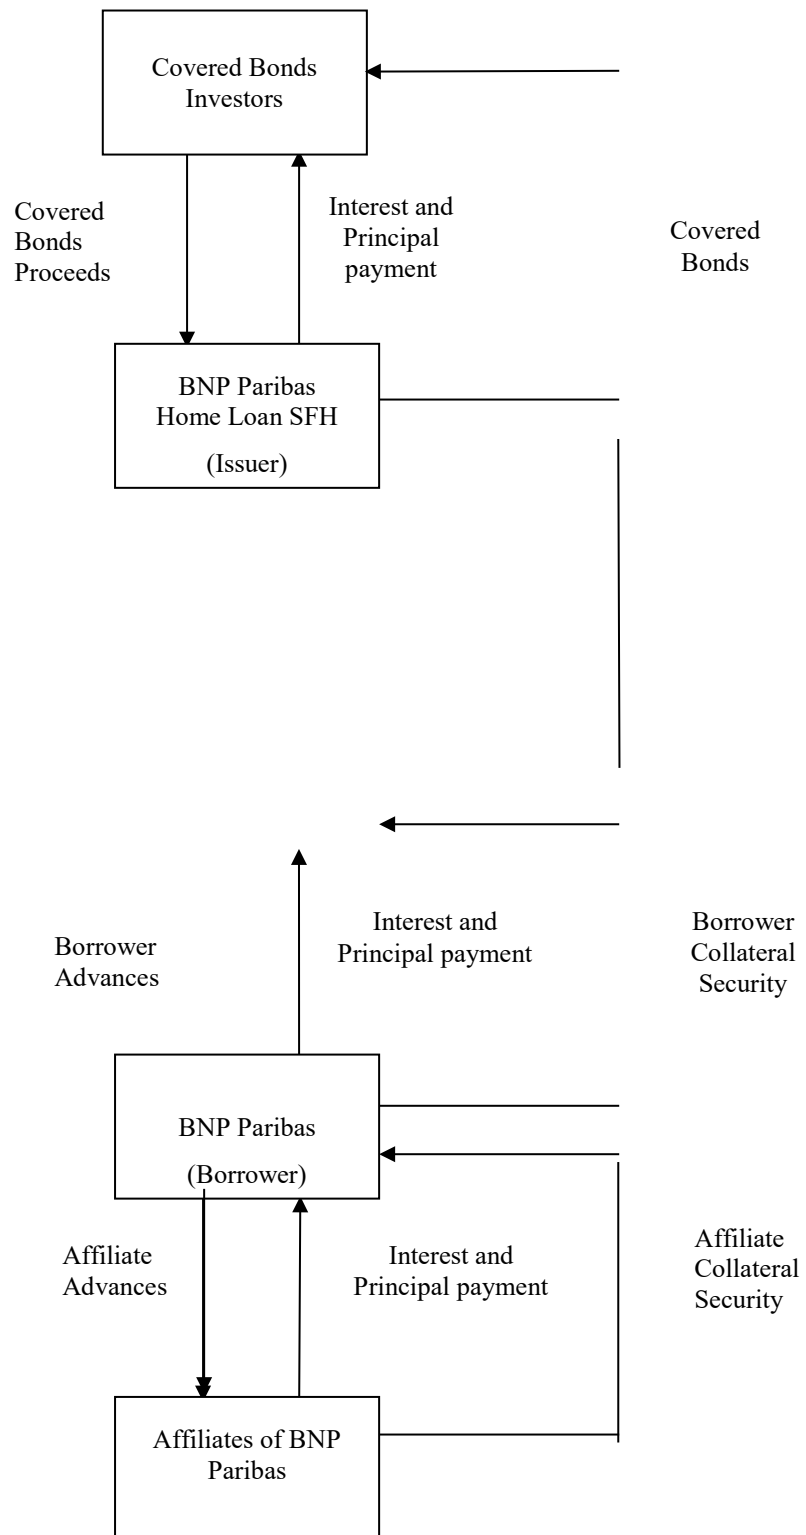 Covered Bonds
Investors
Covered
Bonds
Proceeds
Interest and
Principal
payment
Covered
Bonds
BNP Paribas
Home Loan SFH
(Issuer)
Borrower
Advances
Interest and
Principal payment
Borrower
Collateral
Security
BNP Paribas
(Borrower)
Affiliate
Advances
Interest and
Principal payment
Affiliate
Collateral
Security
Affiliates of BNP
Paribas